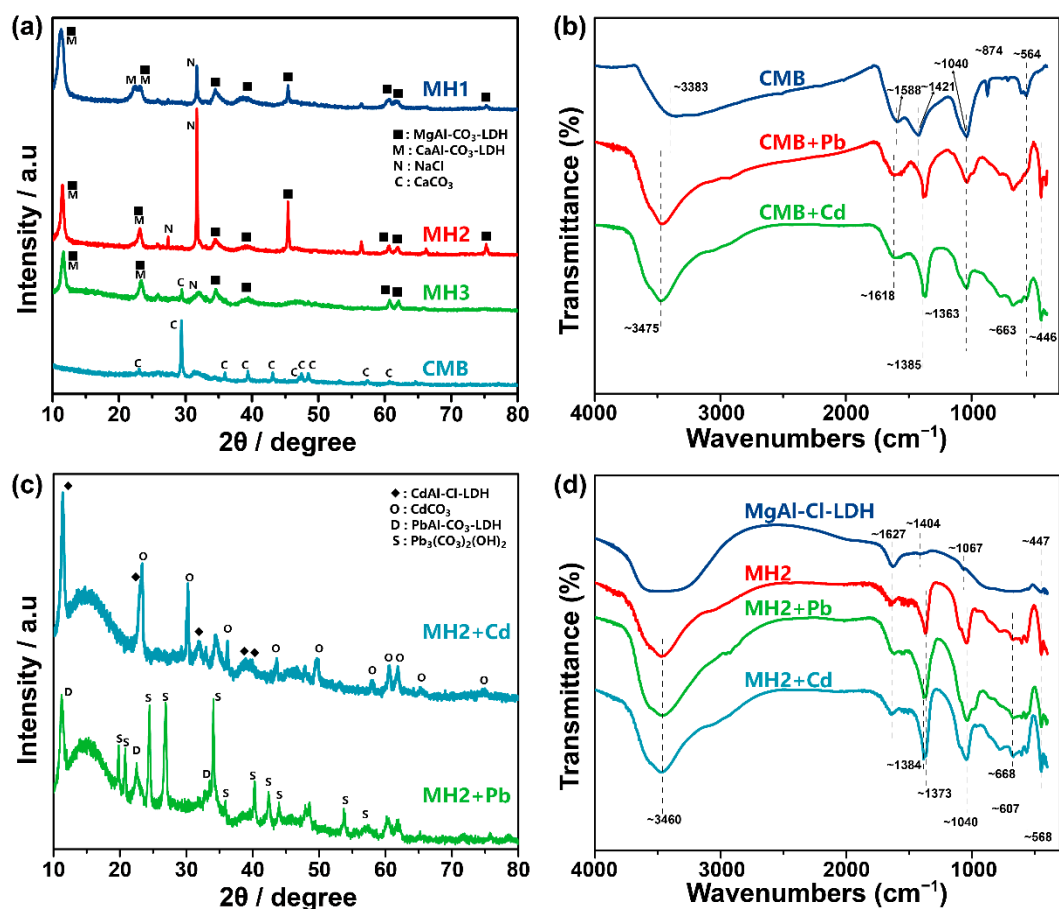 (a)
Intensity / a.u
2θ / degree
10 20 30 40 50 60 70 80
MH1
MH2
MH3
CMB
■ : MgAl-CO₃-LDH
M : CaAl-CO₃-LDH
N : NaCl
C : CaCO₃
M
M M
N
M
M
N
N
M
M
C N
C
C
C C C C C C C C
(b)
Transmittance (%)
Wavenumbers (cm⁻¹)
4000 3000 2000 1000
CMB
CMB+Pb
CMB+Cd
~3383
~1588
~1421
~1040
~874
~564
~3475
~1618
~1385
~1363
~663
~446
(c)
Intensity / a.u
2θ / degree
10 20 30 40 50 60 70 80
◆ : CdAl-Cl-LDH
O : CdCO₃
D : PbAl-CO₃-LDH
S : Pb₃(CO₃)₂(OH)₂
MH2+Cd
MH2+Pb
O O O O O O O O O O
D S S D S S D S S S S S S S
(d)
Transmittance (%)
Wavenumbers (cm⁻¹)
4000 3000 2000 1000
MgAl-Cl-LDH
MH2
MH2+Pb
MH2+Cd
~1627
~1404
~1067
~447
~3460
~1384
~1373
~1040
~668
~607
~568